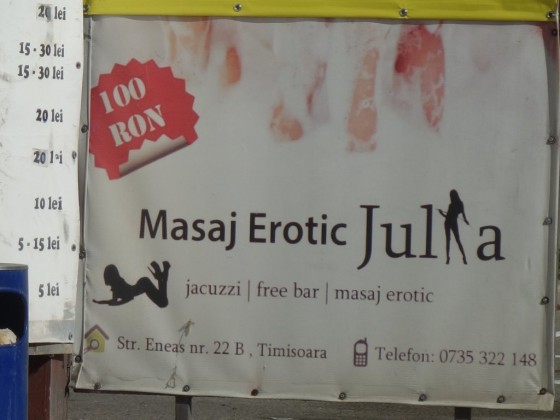 20 lei
15 - 30 lei
15 - 30 lei
20 lei
20 lei
10 lei
5 - 15 lei
5 lei
100
RON
Masaj Erotic Julia
jacuzzi | free bar | masaj erotic
Str. Eneas nr. 22 B , Timisoara
Telefon: 0735 322 148